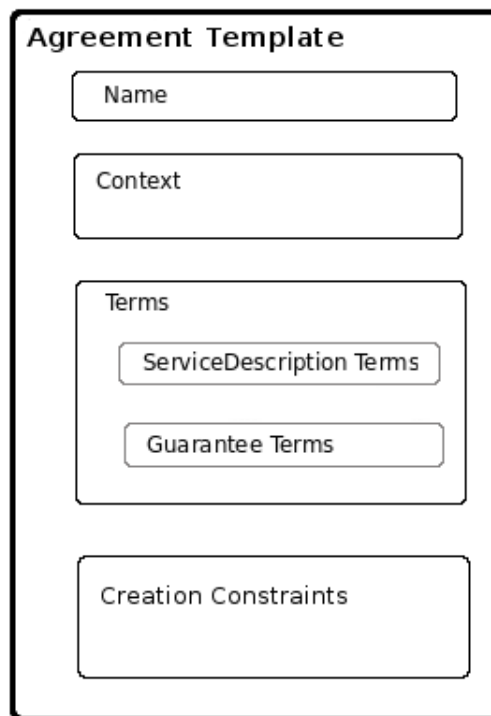 Agreement Template
Name
Context
Terms
ServiceDescription Terms
Guarantee Terms
Creation Constraints